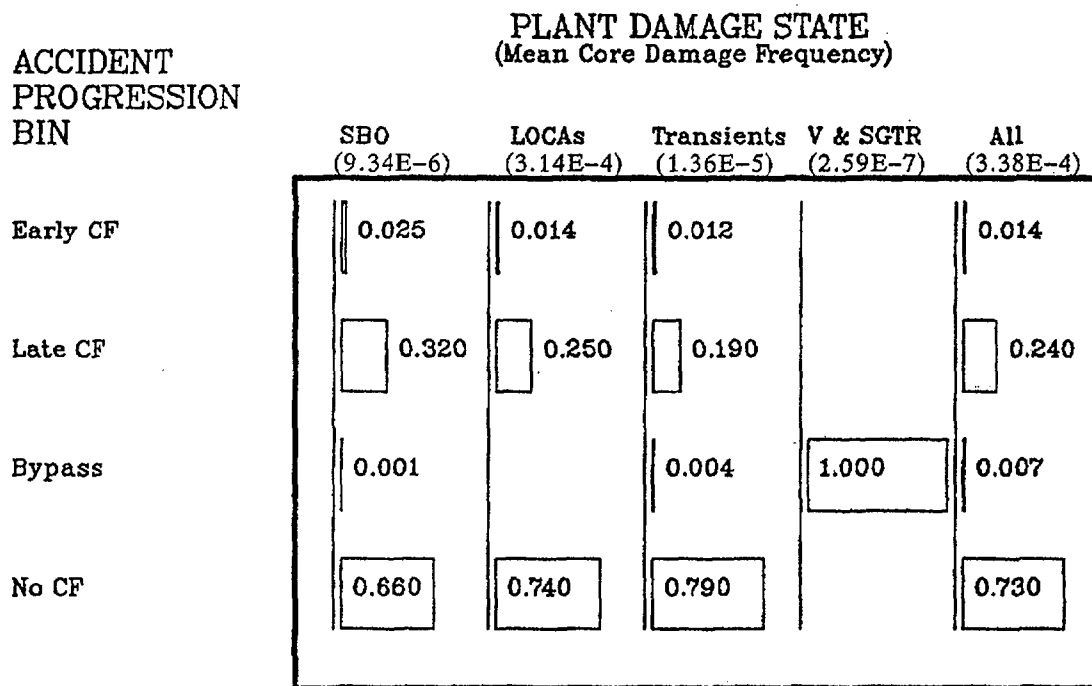 PLANT DAMAGE STATE
(Mean Core Damage Frequency)
ACCIDENT
PROGRESSION
BIN
SBO LOCAs Transients V & SGTR All
(9.34E-6) (3.14E-4) (1.36E-5) (2.59E-7) (3.38E-4)
Early CF 0.025 0.014 0.012 0.014
Late CF 0.320 0.250 0.190 0.240
Bypass 0.001 0.004 1.000 0.007
No CF 0.660 0.740 0.790 0.730